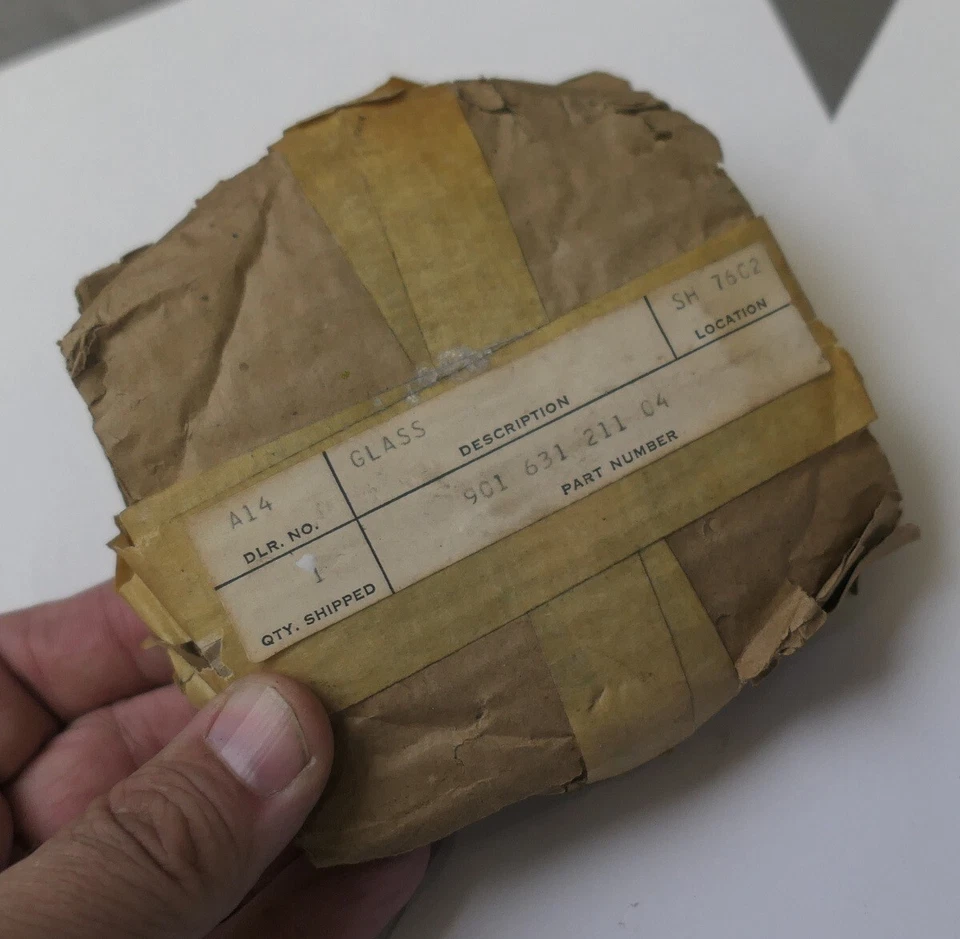 GLASS
DESCRIPTION
SH 76C2
LOCATION
A14
DLR. NO.
901 631 211 04
PART NUMBER
1
QTY. SHIPPED